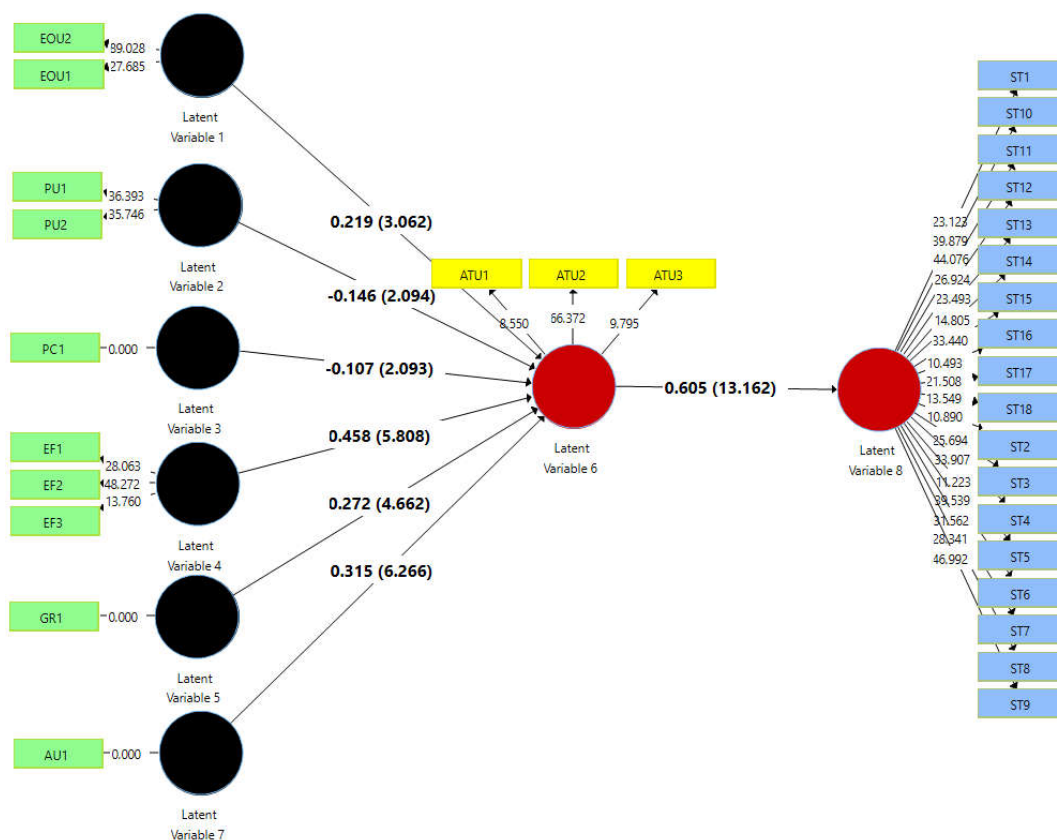 EOU2
89.028
EOU1
27.685
Latent
Variable 1
PU1
36.393
PU2
35.746
Latent
Variable 2
PC1
0.000
Latent
Variable 3
EF1
28.063
EF2
48.272
EF3
13.760
Latent
Variable 4
GR1
0.000
Latent
Variable 5
AU1
0.000
Latent
Variable 7
0.219 (3.062)
-0.146 (2.094)
-0.107 (2.093)
0.458 (5.808)
0.272 (4.662)
0.315 (6.266)
ATU1
ATU2
ATU3
8.550
66.372
9.795
Latent
Variable 6
0.605 (13.162)
Latent
Variable 8
23.123
39.879
44.076
26.924
23.493
14.805
33.440
10.493
21.508
13.549
10.890
25.694
33.907
11.223
39.539
31.562
28.341
46.992
ST1
ST10
ST11
ST12
ST13
ST14
ST15
ST16
ST17
ST18
ST2
ST3
ST4
ST5
ST6
ST7
ST8
ST9